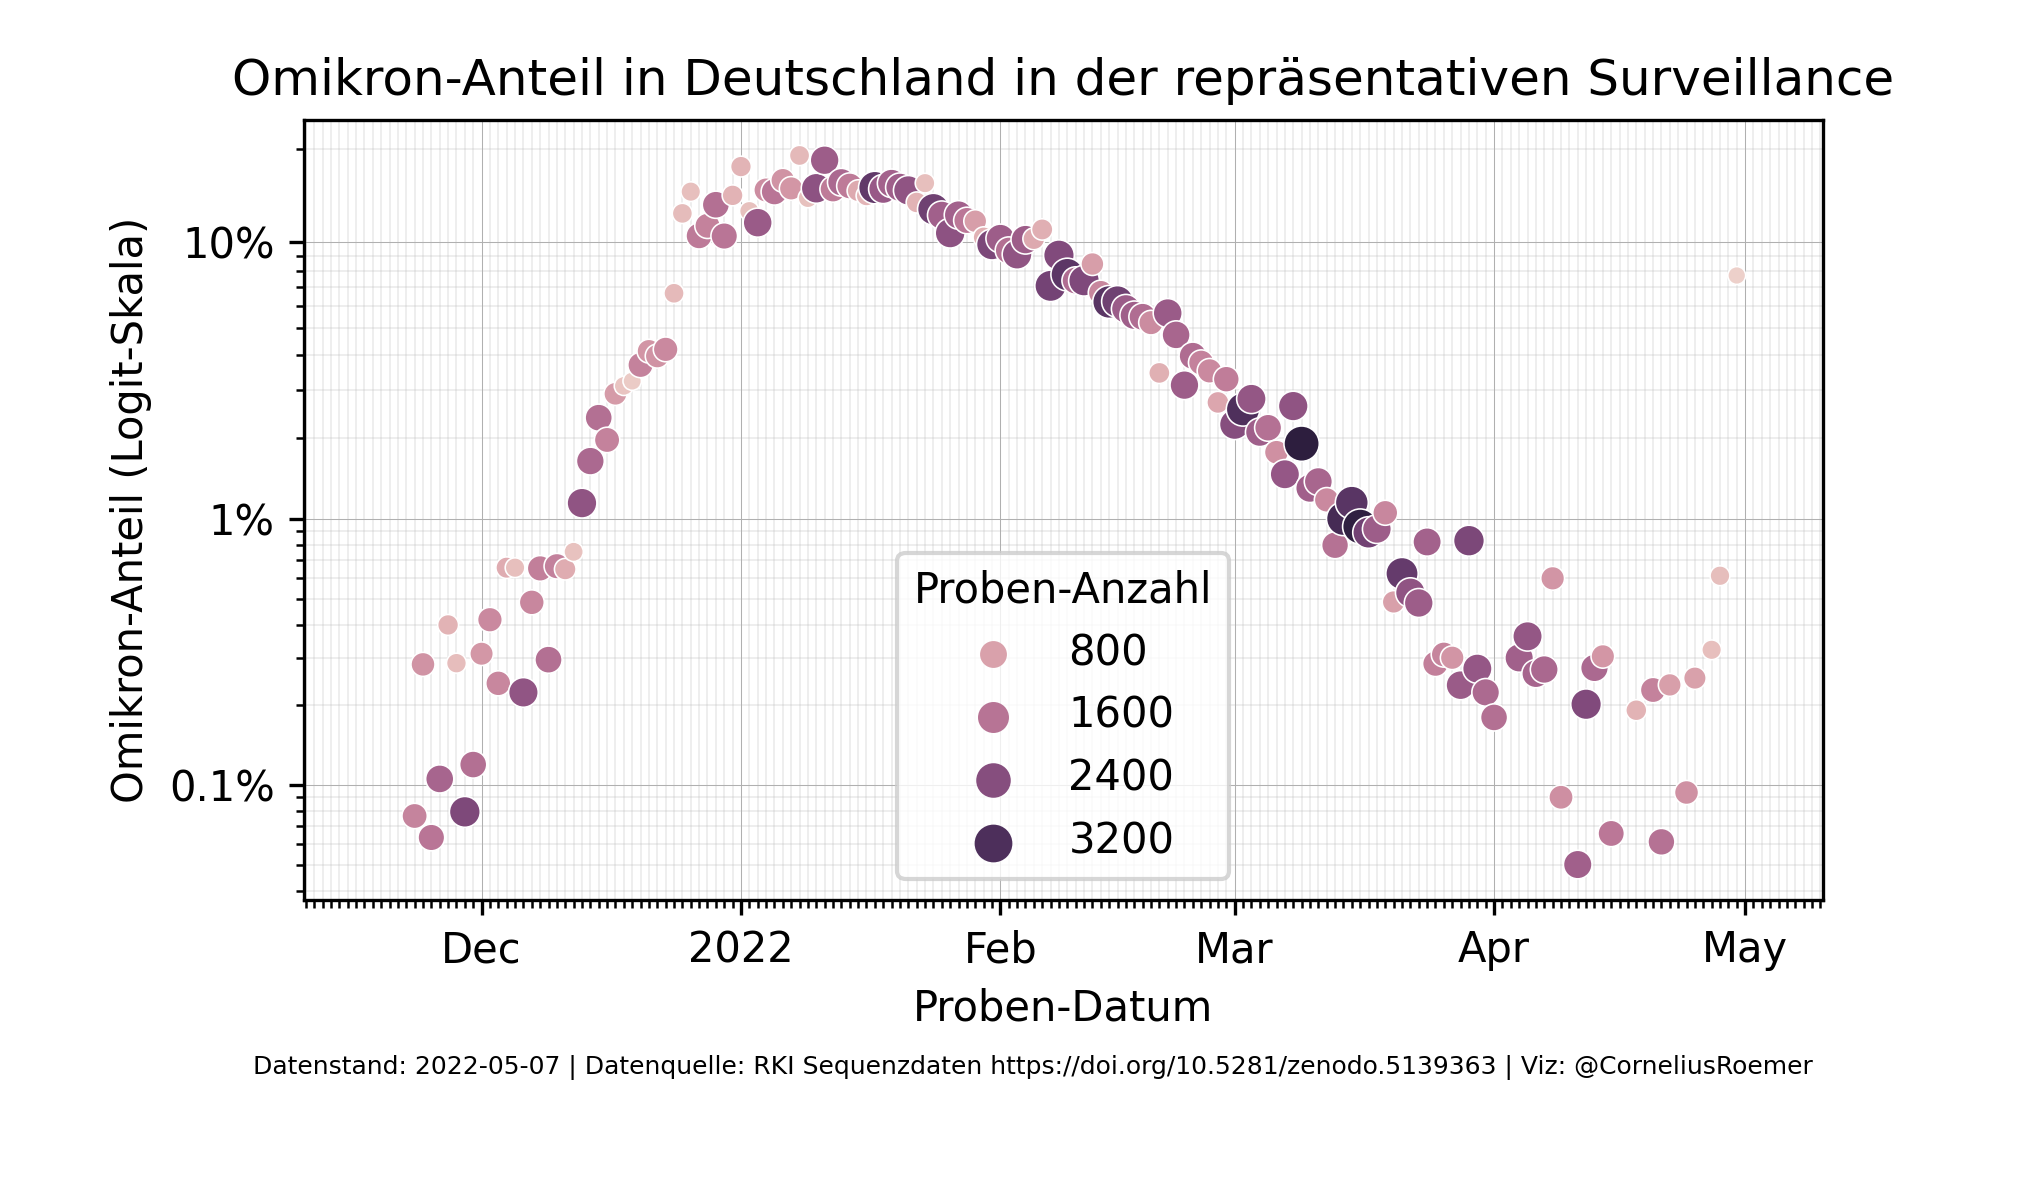 Omikron-Anteil in Deutschland in der repräsentativen Surveillance
Omikron-Anteil (Logit-Skala)
10%
1%
0.1%
Proben-Anzahl
800
1600
2400
3200
Dec 2022 Feb Mar Apr May
Proben-Datum
Datenstand: 2022-05-07 | Datenquelle: RKI Sequenzdaten https://doi.org/10.5281/zenodo.5139363 | Viz: @CorneliusRoemer